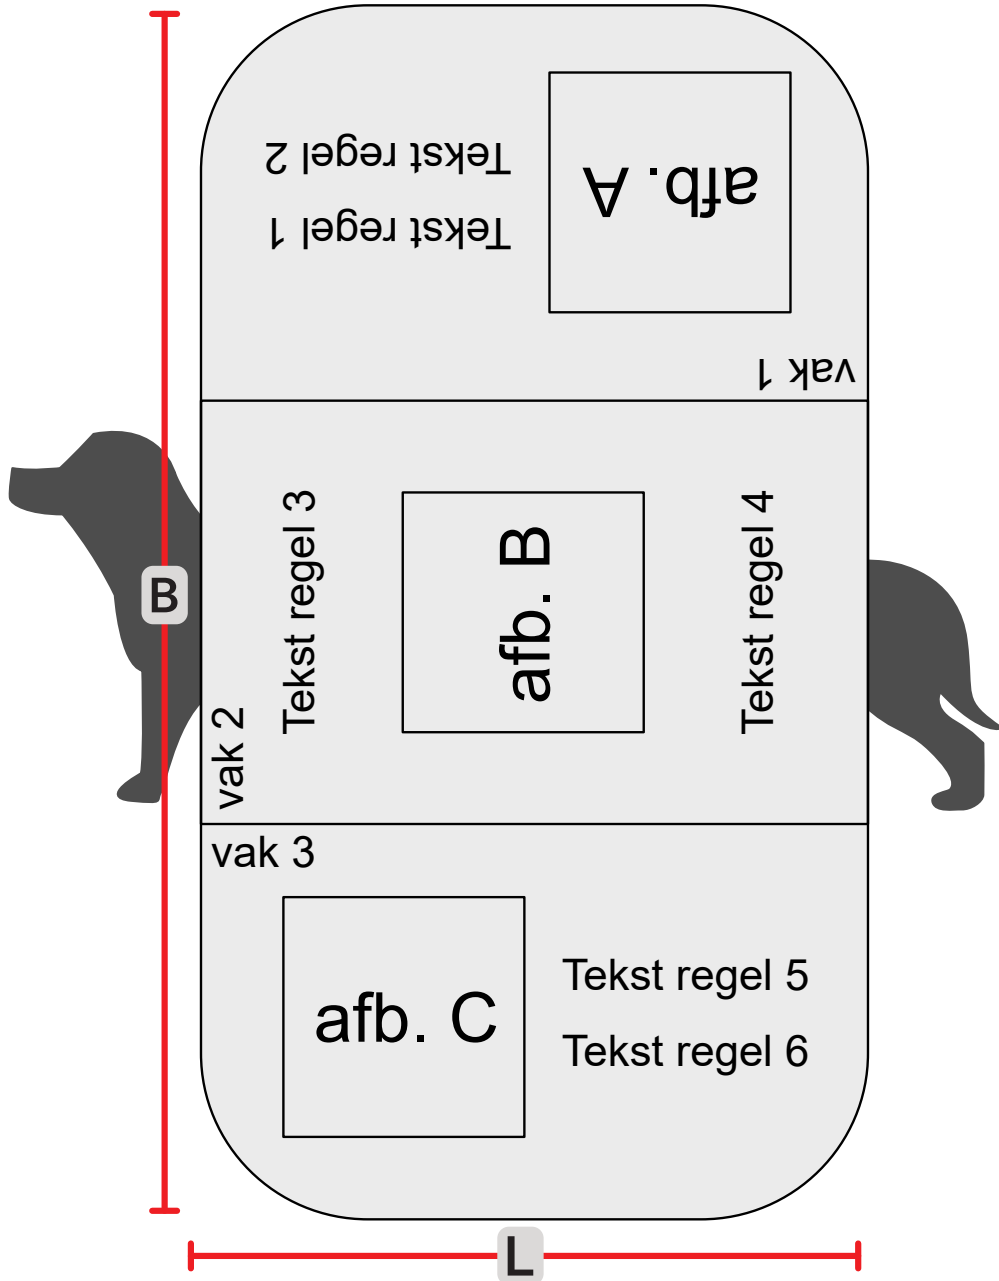 vak 1
afb. A
Tekst regel 1
Tekst regel 2
vak 2
Tekst regel 3
afb. B
Tekst regel 4
B
vak 3
afb. C
Tekst regel 5
Tekst regel 6
L